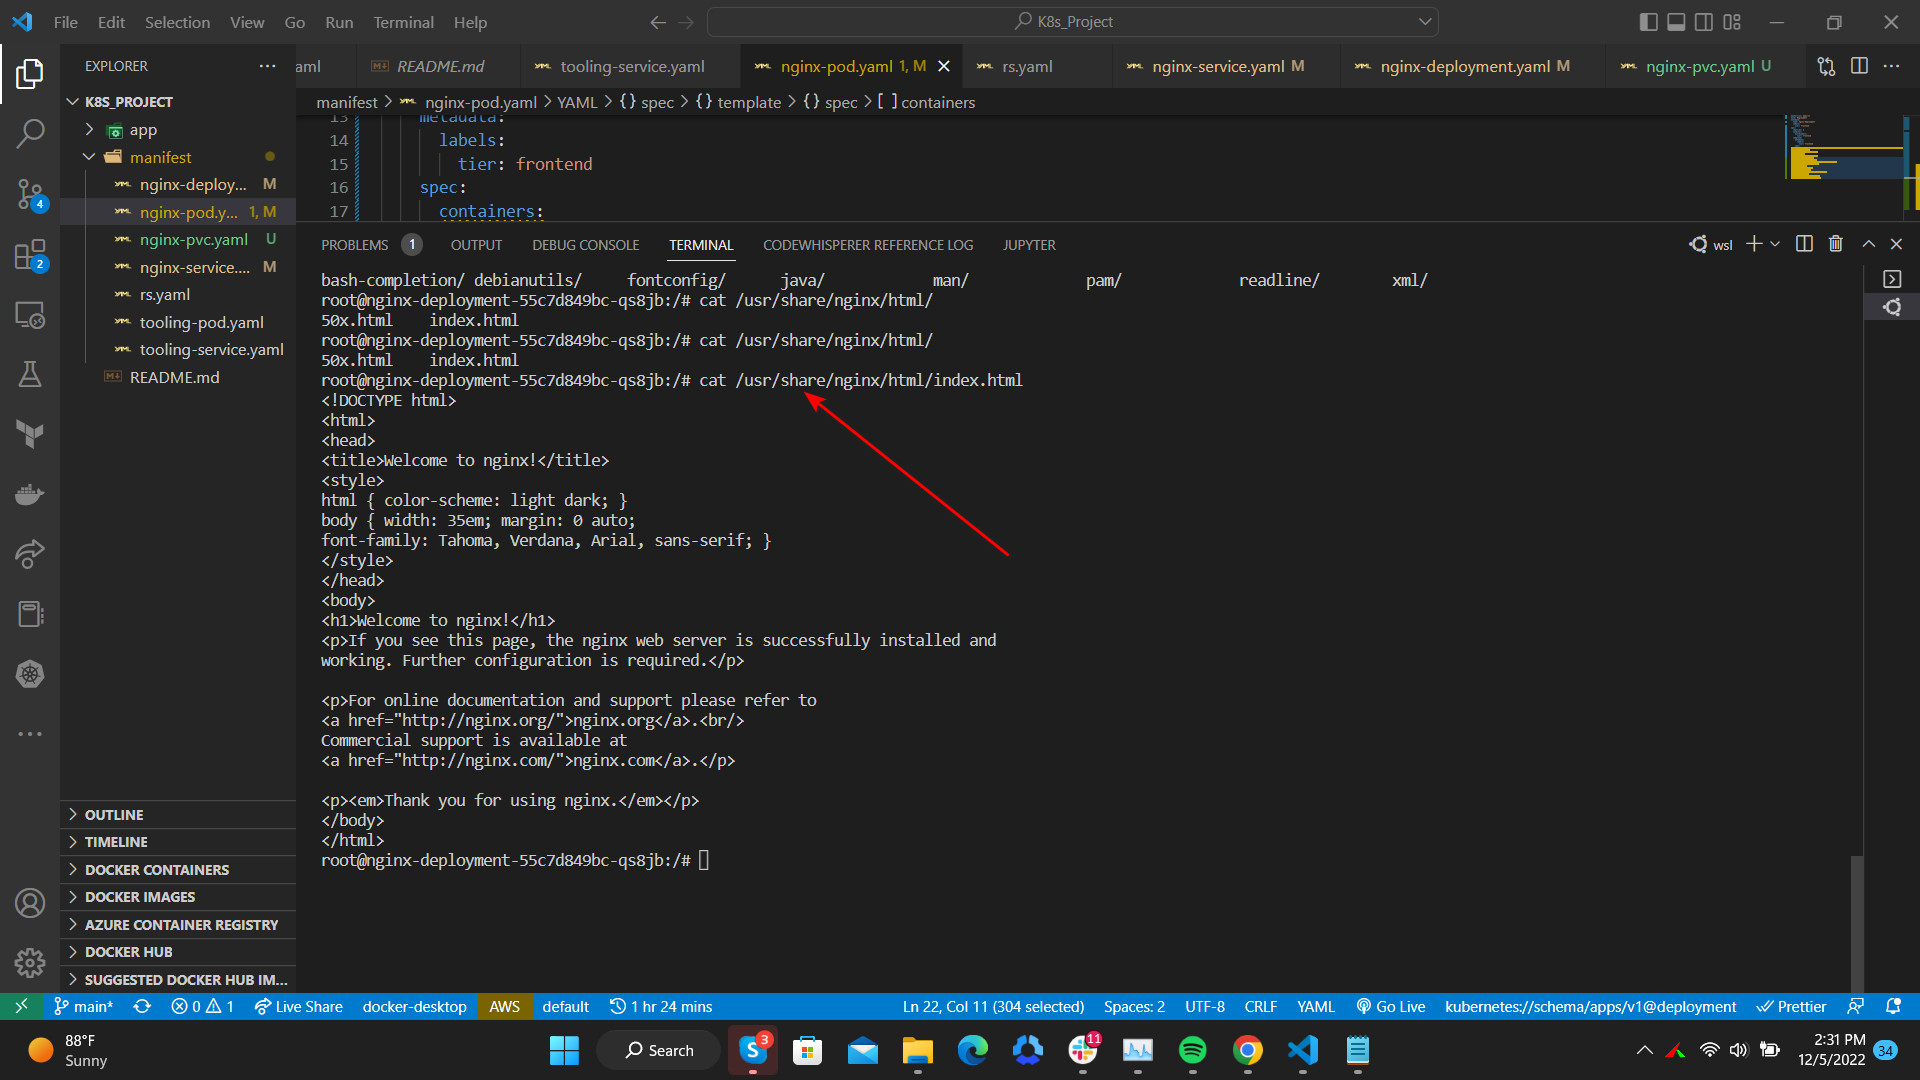 File Edit Selection View Go Run Terminal Help
K8s_Project
EXPLORER
aml
README.md
tooling-service.yaml
nginx-pod.yaml 1, M
rs.yaml
nginx-service.yaml M
nginx-deployment.yaml M
nginx-pvc.yaml U
manifest > nginx-pod.yaml > YAML > {} spec > {} template > {} spec > [ ] containers
K8S_PROJECT
app
manifest
nginx-deploy... M
nginx-pod.y... 1, M
nginx-pvc.yaml U
nginx-service.... M
rs.yaml
tooling-pod.yaml
tooling-service.yaml
README.md
4
2
13 metadata:
14 labels:
15 tier: frontend
16 spec:
17 containers:
PROBLEMS 1 OUTPUT DEBUG CONSOLE TERMINAL CODEWHISPERER REFERENCE LOG JUPYTER
wsl
bash-completion/ debianutils/ fontconfig/ java/ man/ pam/ readline/ xml/
root@nginx-deployment-55c7d849bc-qs8jb:/# cat /usr/share/nginx/html/
50x.html index.html
root@nginx-deployment-55c7d849bc-qs8jb:/# cat /usr/share/nginx/html/
50x.html index.html
root@nginx-deployment-55c7d849bc-qs8jb:/# cat /usr/share/nginx/html/index.html
<!DOCTYPE html>
<html>
<head>
<title>Welcome to nginx!</title>
<style>
html { color-scheme: light dark; }
body { width: 35em; margin: 0 auto;
font-family: Tahoma, Verdana, Arial, sans-serif; }
</style>
</head>
<body>
<h1>Welcome to nginx!</h1>
<p>If you see this page, the nginx web server is successfully installed and
working. Further configuration is required.</p>
<p>For online documentation and support please refer to
<a href="http://nginx.org/">nginx.org</a>.<br/>
Commercial support is available at
<a href="http://nginx.com/">nginx.com</a>.</p>
<p><em>Thank you for using nginx.</em></p>
</body>
</html>
root@nginx-deployment-55c7d849bc-qs8jb:/#
OUTLINE
TIMELINE
DOCKER CONTAINERS
DOCKER IMAGES
AZURE CONTAINER REGISTRY
DOCKER HUB
SUGGESTED DOCKER HUB IM...
main* 0 1 Live Share docker-desktop AWS default 1 hr 24 mins
Ln 22, Col 11 (304 selected) Spaces: 2 UTF-8 CRLF YAML Go Live kubernetes://schema/apps/v1@deployment Prettier
88°F
Sunny
Search
S
3
11
2:31 PM
12/5/2022
34